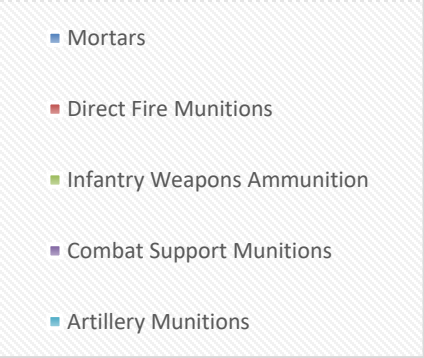 Mortars
Direct Fire Munitions
Infantry Weapons Ammunition
Combat Support Munitions
Artillery Munitions